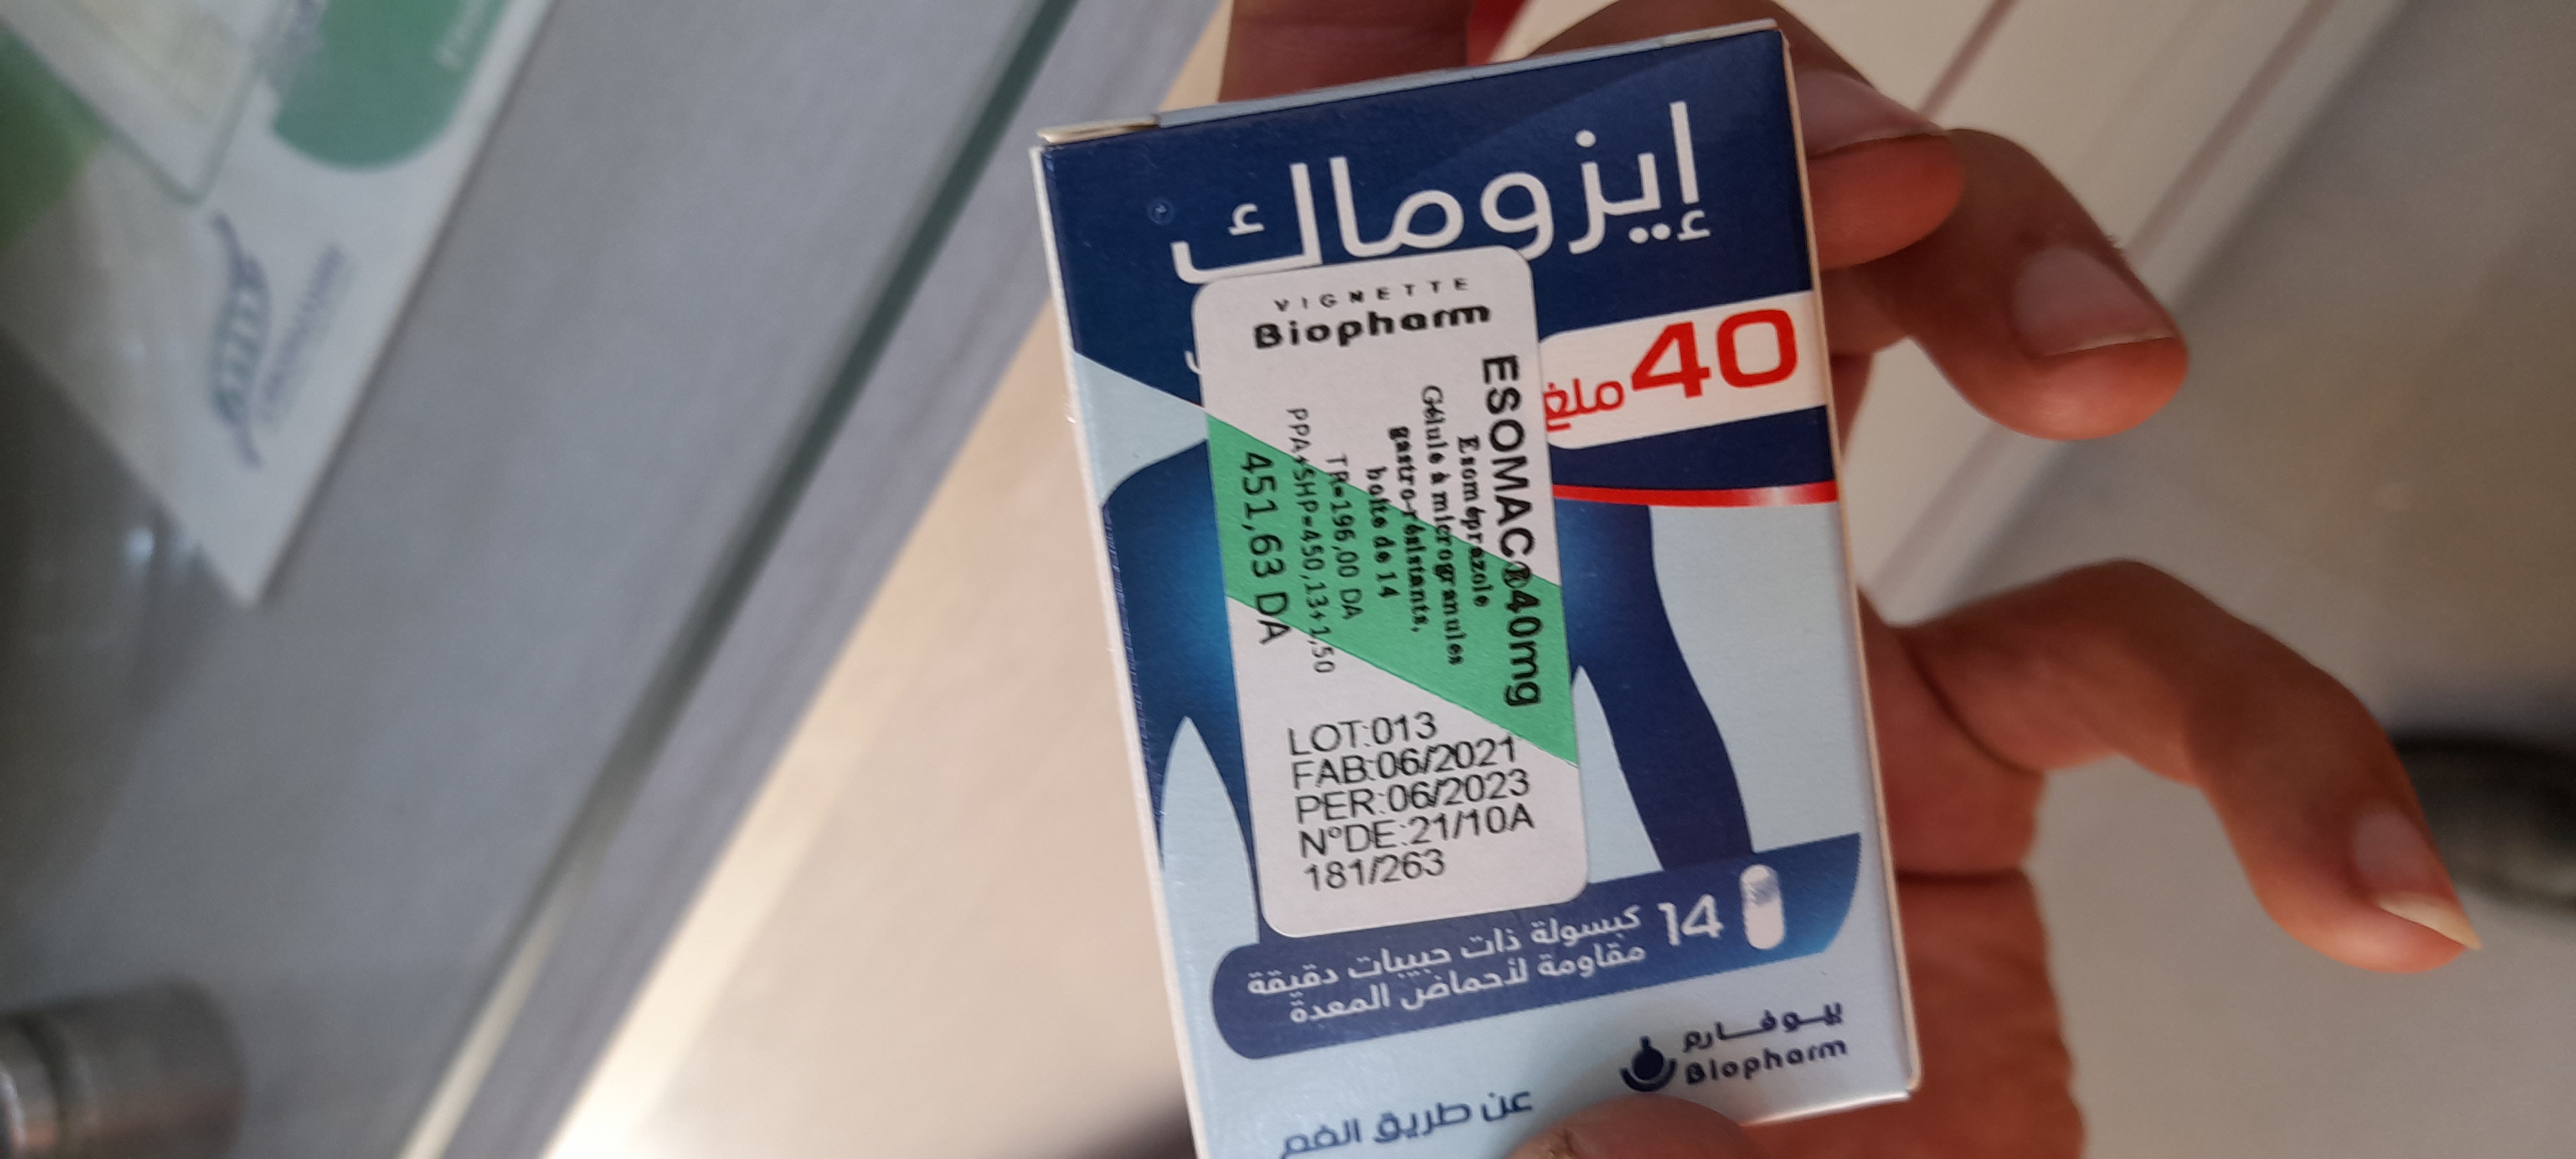 إيزوماك
40 ملغ
VIGNETTE
Biopharm
ESOMAC® 40mg
Esoméprazole
Gélule à microgranules
gastro-résistants,
boîte de 14
TR=196,00 DA
PPA+SHP=450,13+1,50
451,63 DA
LOT:013
FAB:06/2021
PER:06/2023
N°DE:21/10A
181/263
14 كبسولة ذات حبيبات دقيقة
مقاومة لأحماض المعدة
بيوفارم
Biopharm
عن طريق الفم